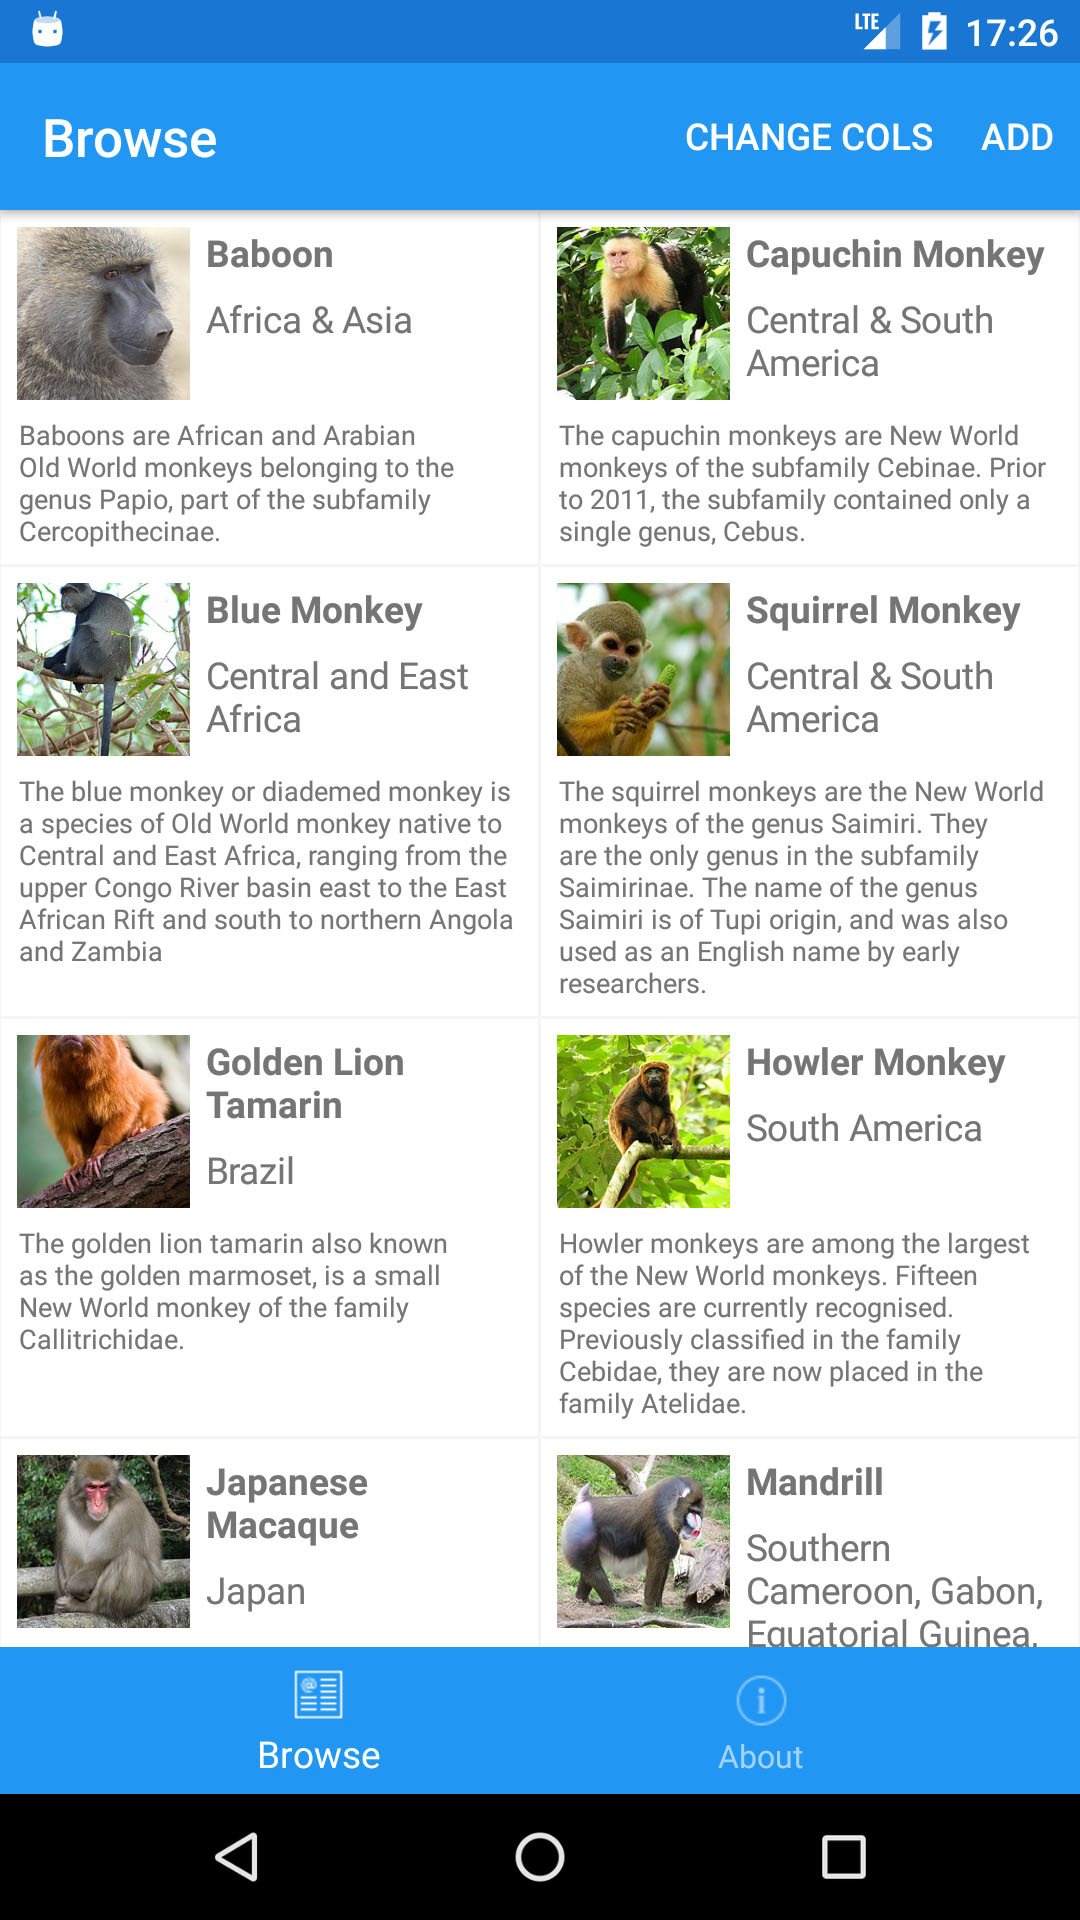 LTE 17:26
Browse CHANGE COLS ADD
Baboon
Africa & Asia
Baboons are African and Arabian
Old World monkeys belonging to the
genus Papio, part of the subfamily
Cercopithecinae.
Capuchin Monkey
Central & South
America
The capuchin monkeys are New World
monkeys of the subfamily Cebinae. Prior
to 2011, the subfamily contained only a
single genus, Cebus.
Blue Monkey
Central and East
Africa
The blue monkey or diademed monkey is
a species of Old World monkey native to
Central and East Africa, ranging from the
upper Congo River basin east to the East
African Rift and south to northern Angola
and Zambia
Squirrel Monkey
Central & South
America
The squirrel monkeys are the New World
monkeys of the genus Saimiri. They
are the only genus in the subfamily
Saimirinae. The name of the genus
Saimiri is of Tupi origin, and was also
used as an English name by early
researchers.
Golden Lion
Tamarin
Brazil
The golden lion tamarin also known
as the golden marmoset, is a small
New World monkey of the family
Callitrichidae.
Howler Monkey
South America
Howler monkeys are among the largest
of the New World monkeys. Fifteen
species are currently recognised.
Previously classified in the family
Cebidae, they are now placed in the
family Atelidae.
Japanese
Macaque
Japan
Mandrill
Southern
Cameroon, Gabon,
Equatorial Guinea,
Browse
About